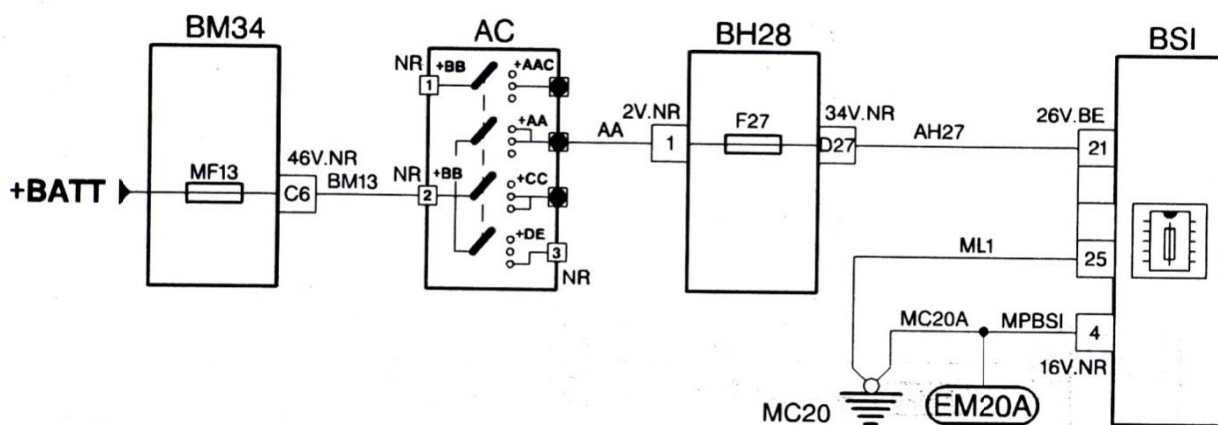 BM34
AC
BH28
BSI
NR
+BB
+AAC
1
2V.NR
34V.NR
26V.BE
+AA
AA
1
F27
D27
AH27
21
46V.NR
MF13
+BATT
C6
BM13
NR
+BB
2
+CC
+DE
3
NR
ML1
25
MC20A
MPBSI
4
16V.NR
MC20
EM20A